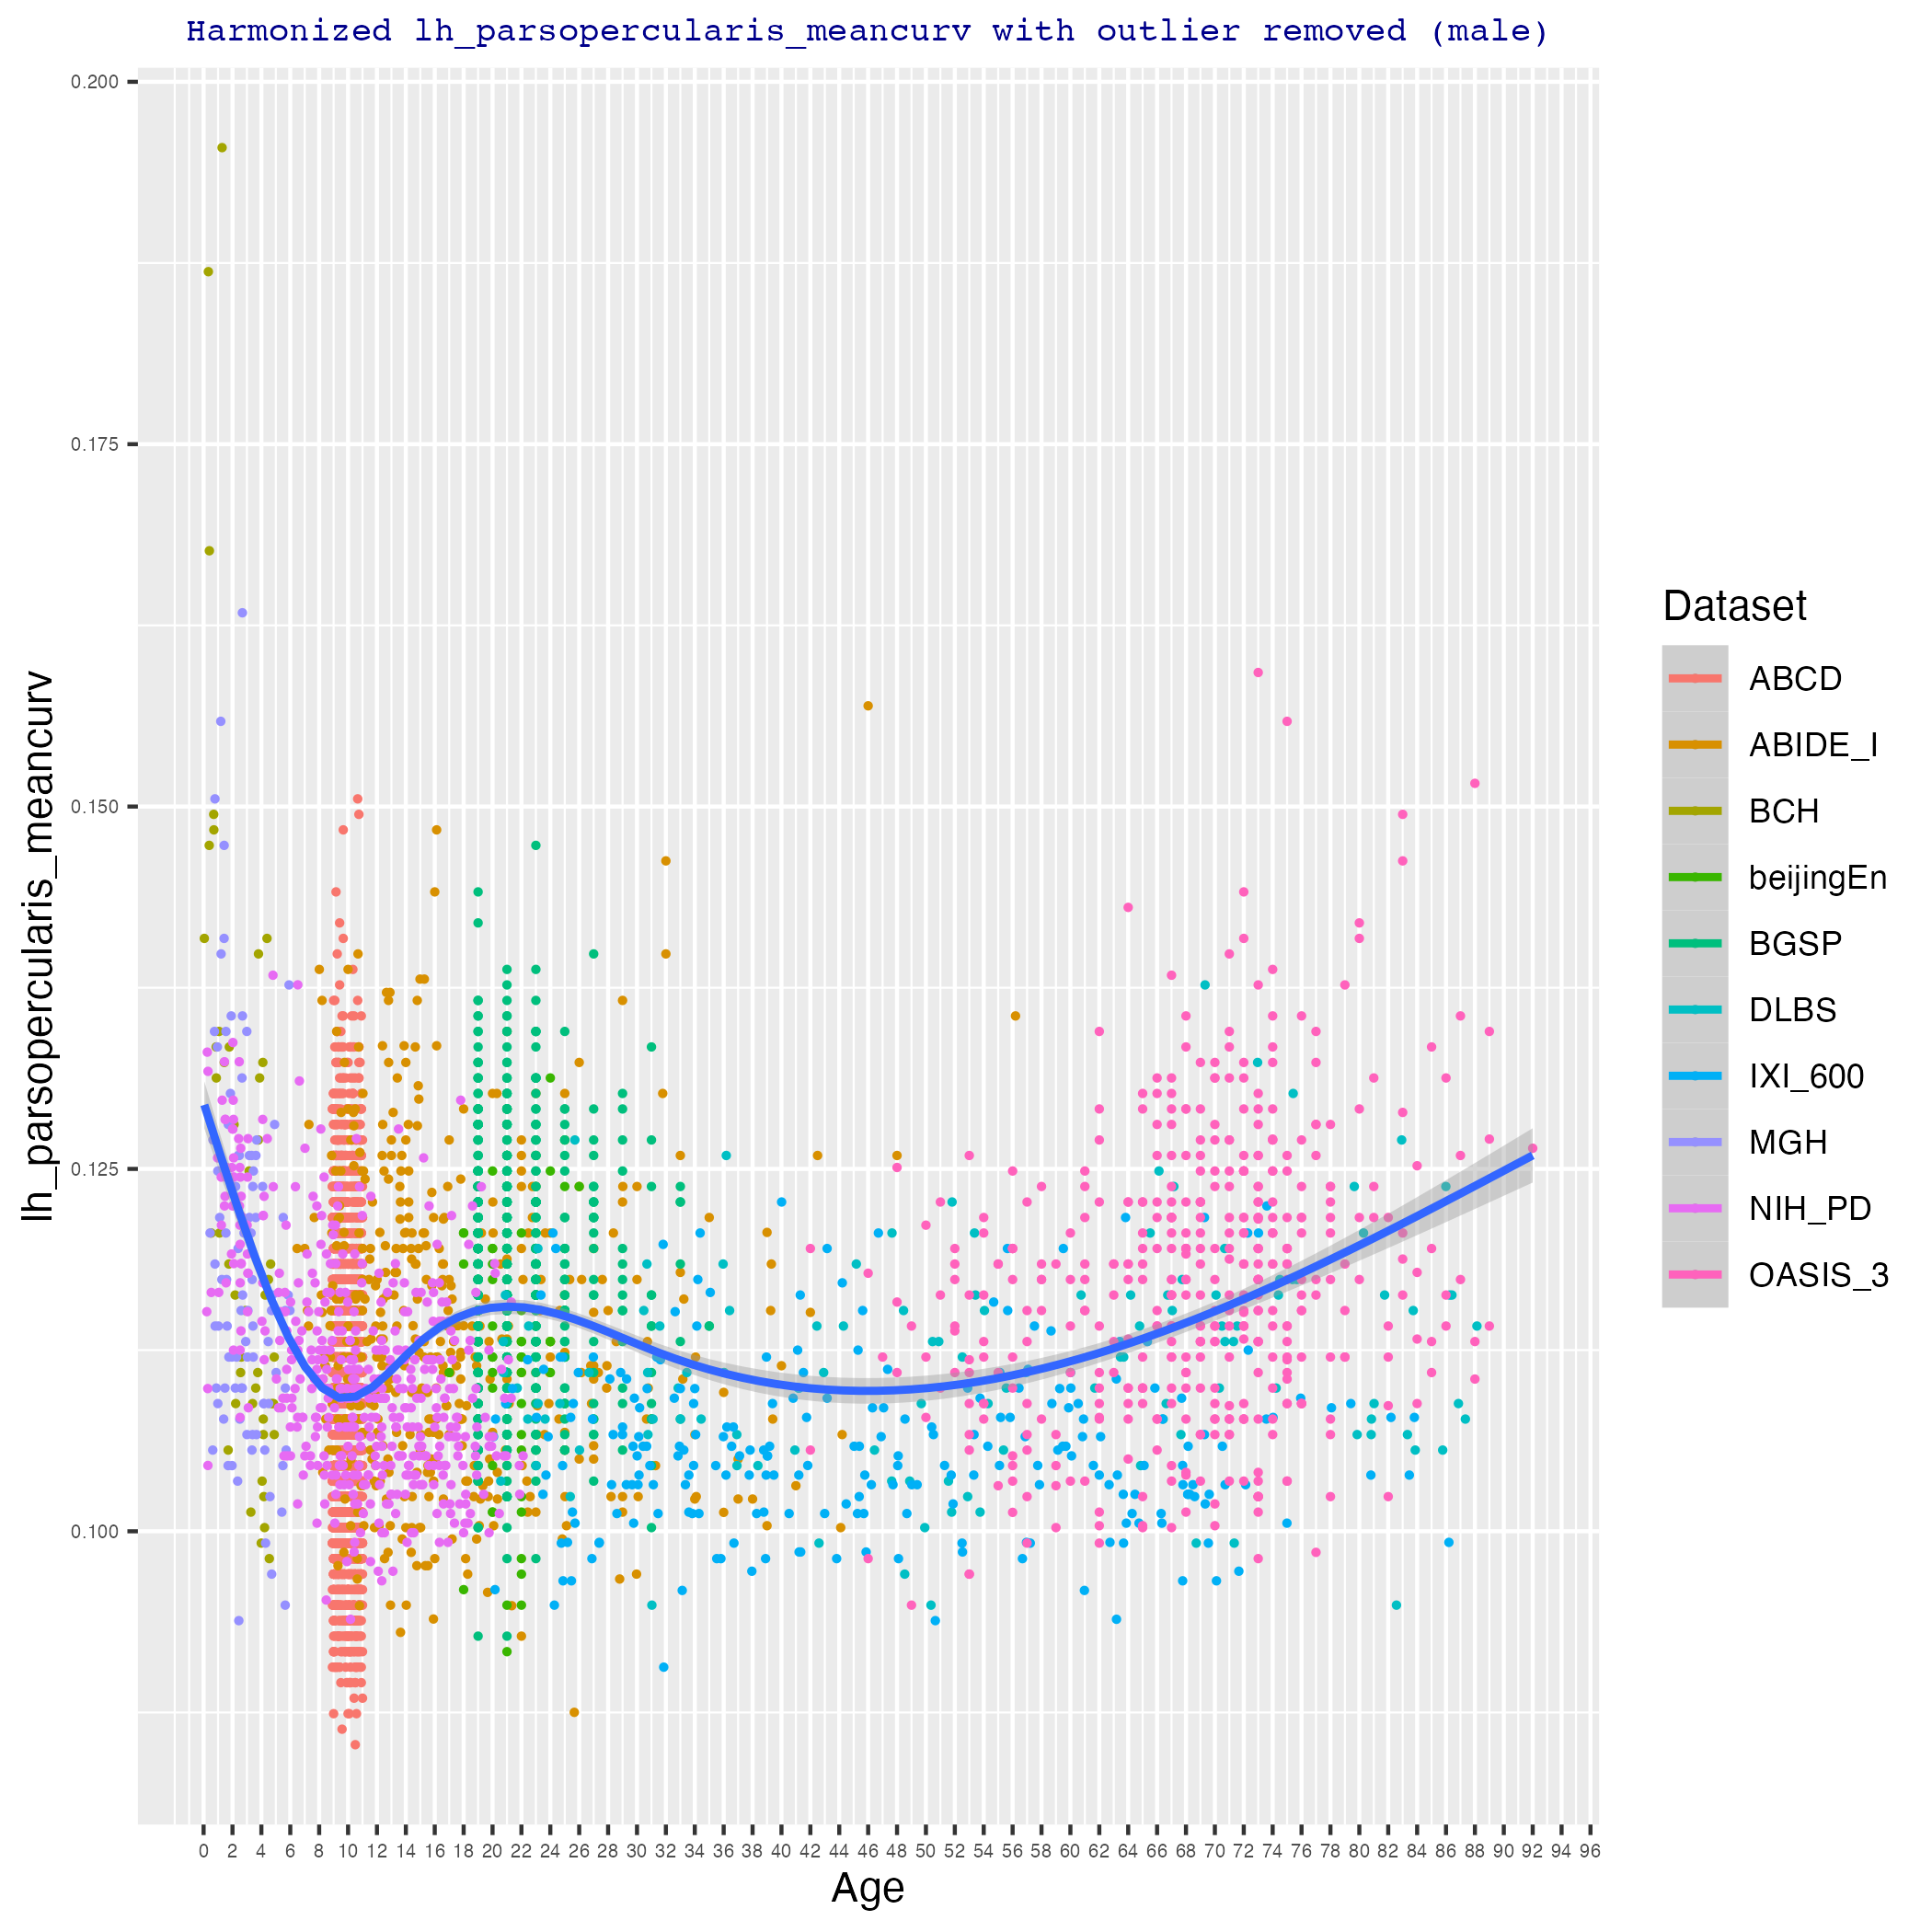 Harmonized lh_parsopercularis_meancurv with outlier removed (male)
lh_parsopercularis_meancurv
0.200
0.175
0.150
0.125
0.100
0 2 4 6 8 10 12 14 16 18 20 22 24 26 28 30 32 34 36 38 40 42 44 46 48 50 52 54 56 58 60 62 64 66 68 70 72 74 76 78 80 82 84 86 88 90 92 94 96
Age
Dataset
ABCD
ABIDE_I
BCH
beijingEn
BGSP
DLBS
IXI_600
MGH
NIH_PD
OASIS_3